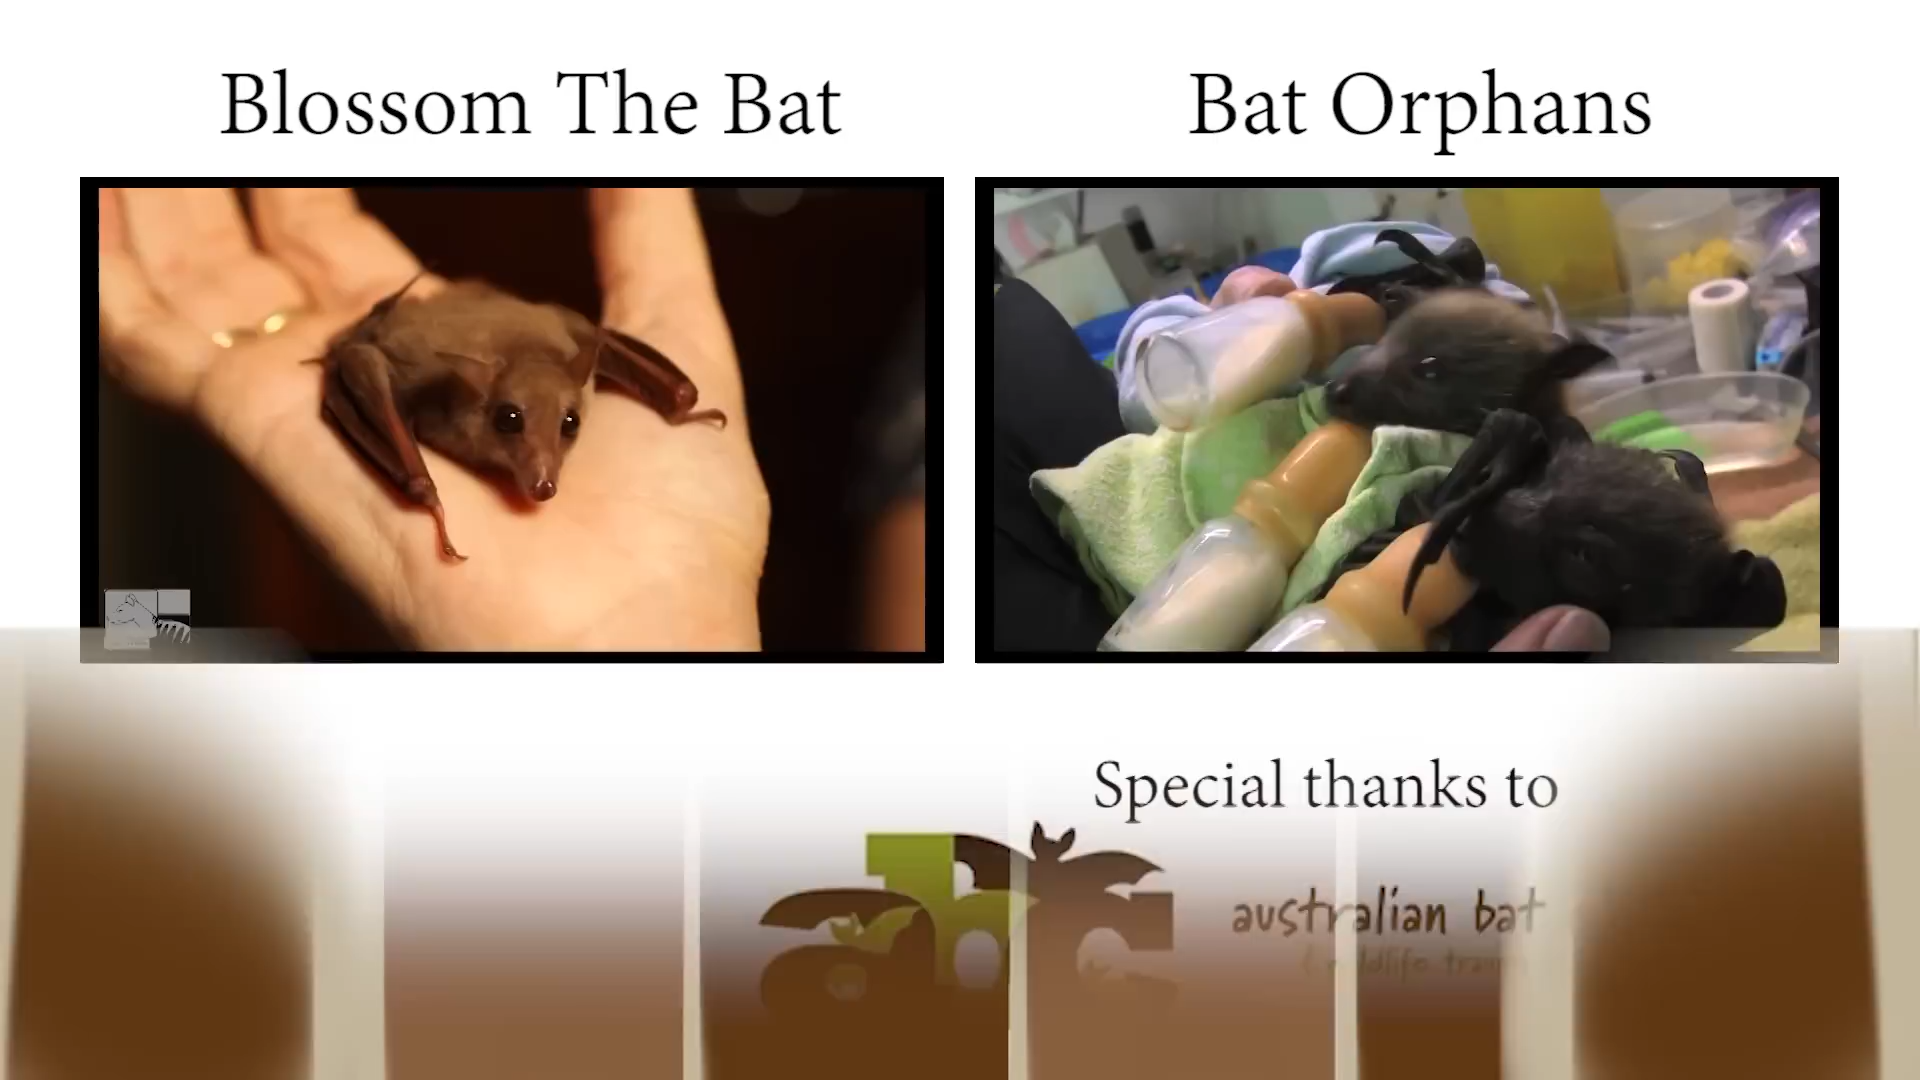 Blossom The Bat
Bat Orphans
Special thanks to
abc
australian bat